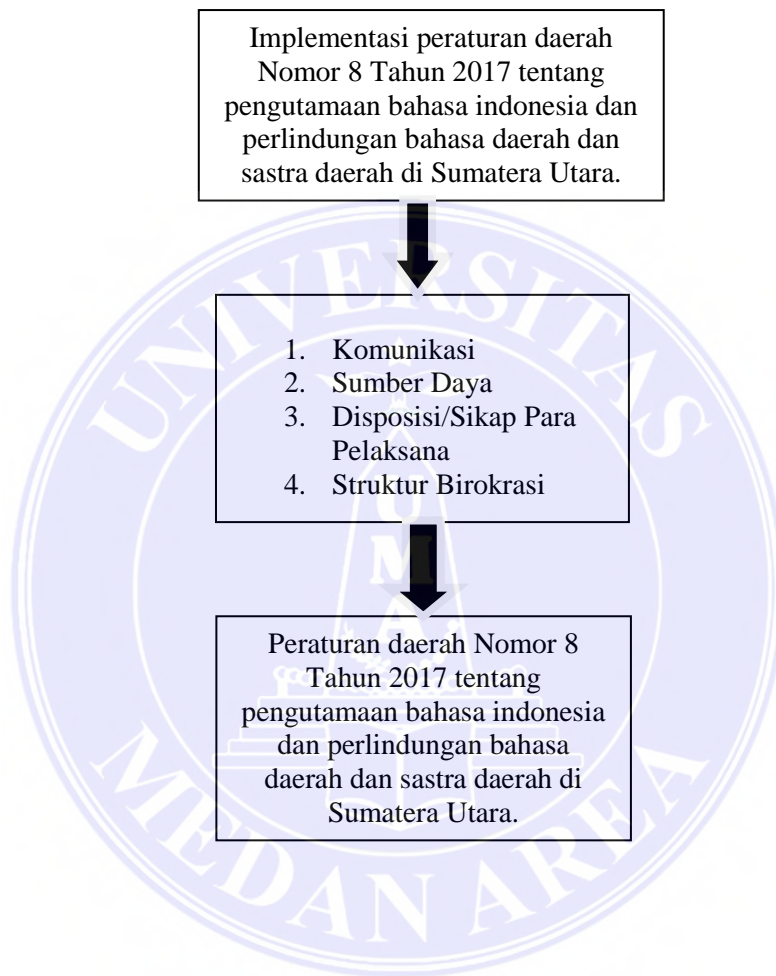 Implementasi peraturan daerah
Nomor 8 Tahun 2017 tentang
pengutamaan bahasa indonesia dan
perlindungan bahasa daerah dan
sastra daerah di Sumatera Utara.
1. Komunikasi
2. Sumber Daya
3. Disposisi/Sikap Para
Pelaksana
4. Struktur Birokrasi
Peraturan daerah Nomor 8
Tahun 2017 tentang
pengutamaan bahasa indonesia
dan perlindungan bahasa
daerah dan sastra daerah di
Sumatera Utara.
UNIVERSITAS
UMA
MEDAN AREA